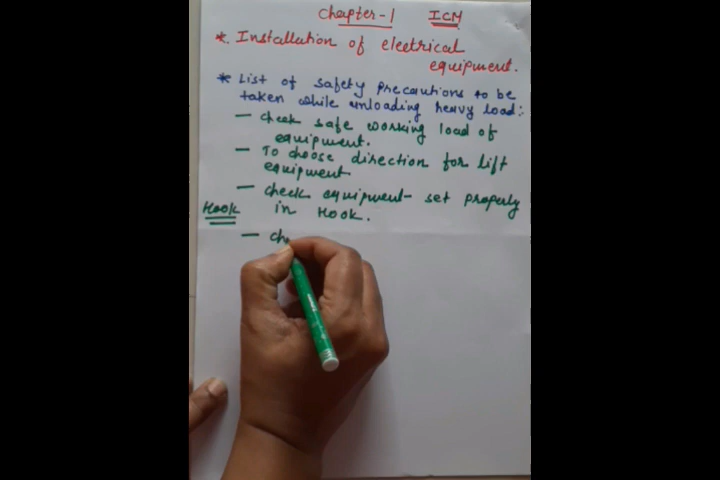 Chapter-1 ICM
*. Installation of electrical
equipment.
* List of safety precautions to be
taken while unloading heavy load:
– check safe working load of
equipment.
– To choose direction for lift
equipment
– check equipment set properly
Hook in Hook.
– ch